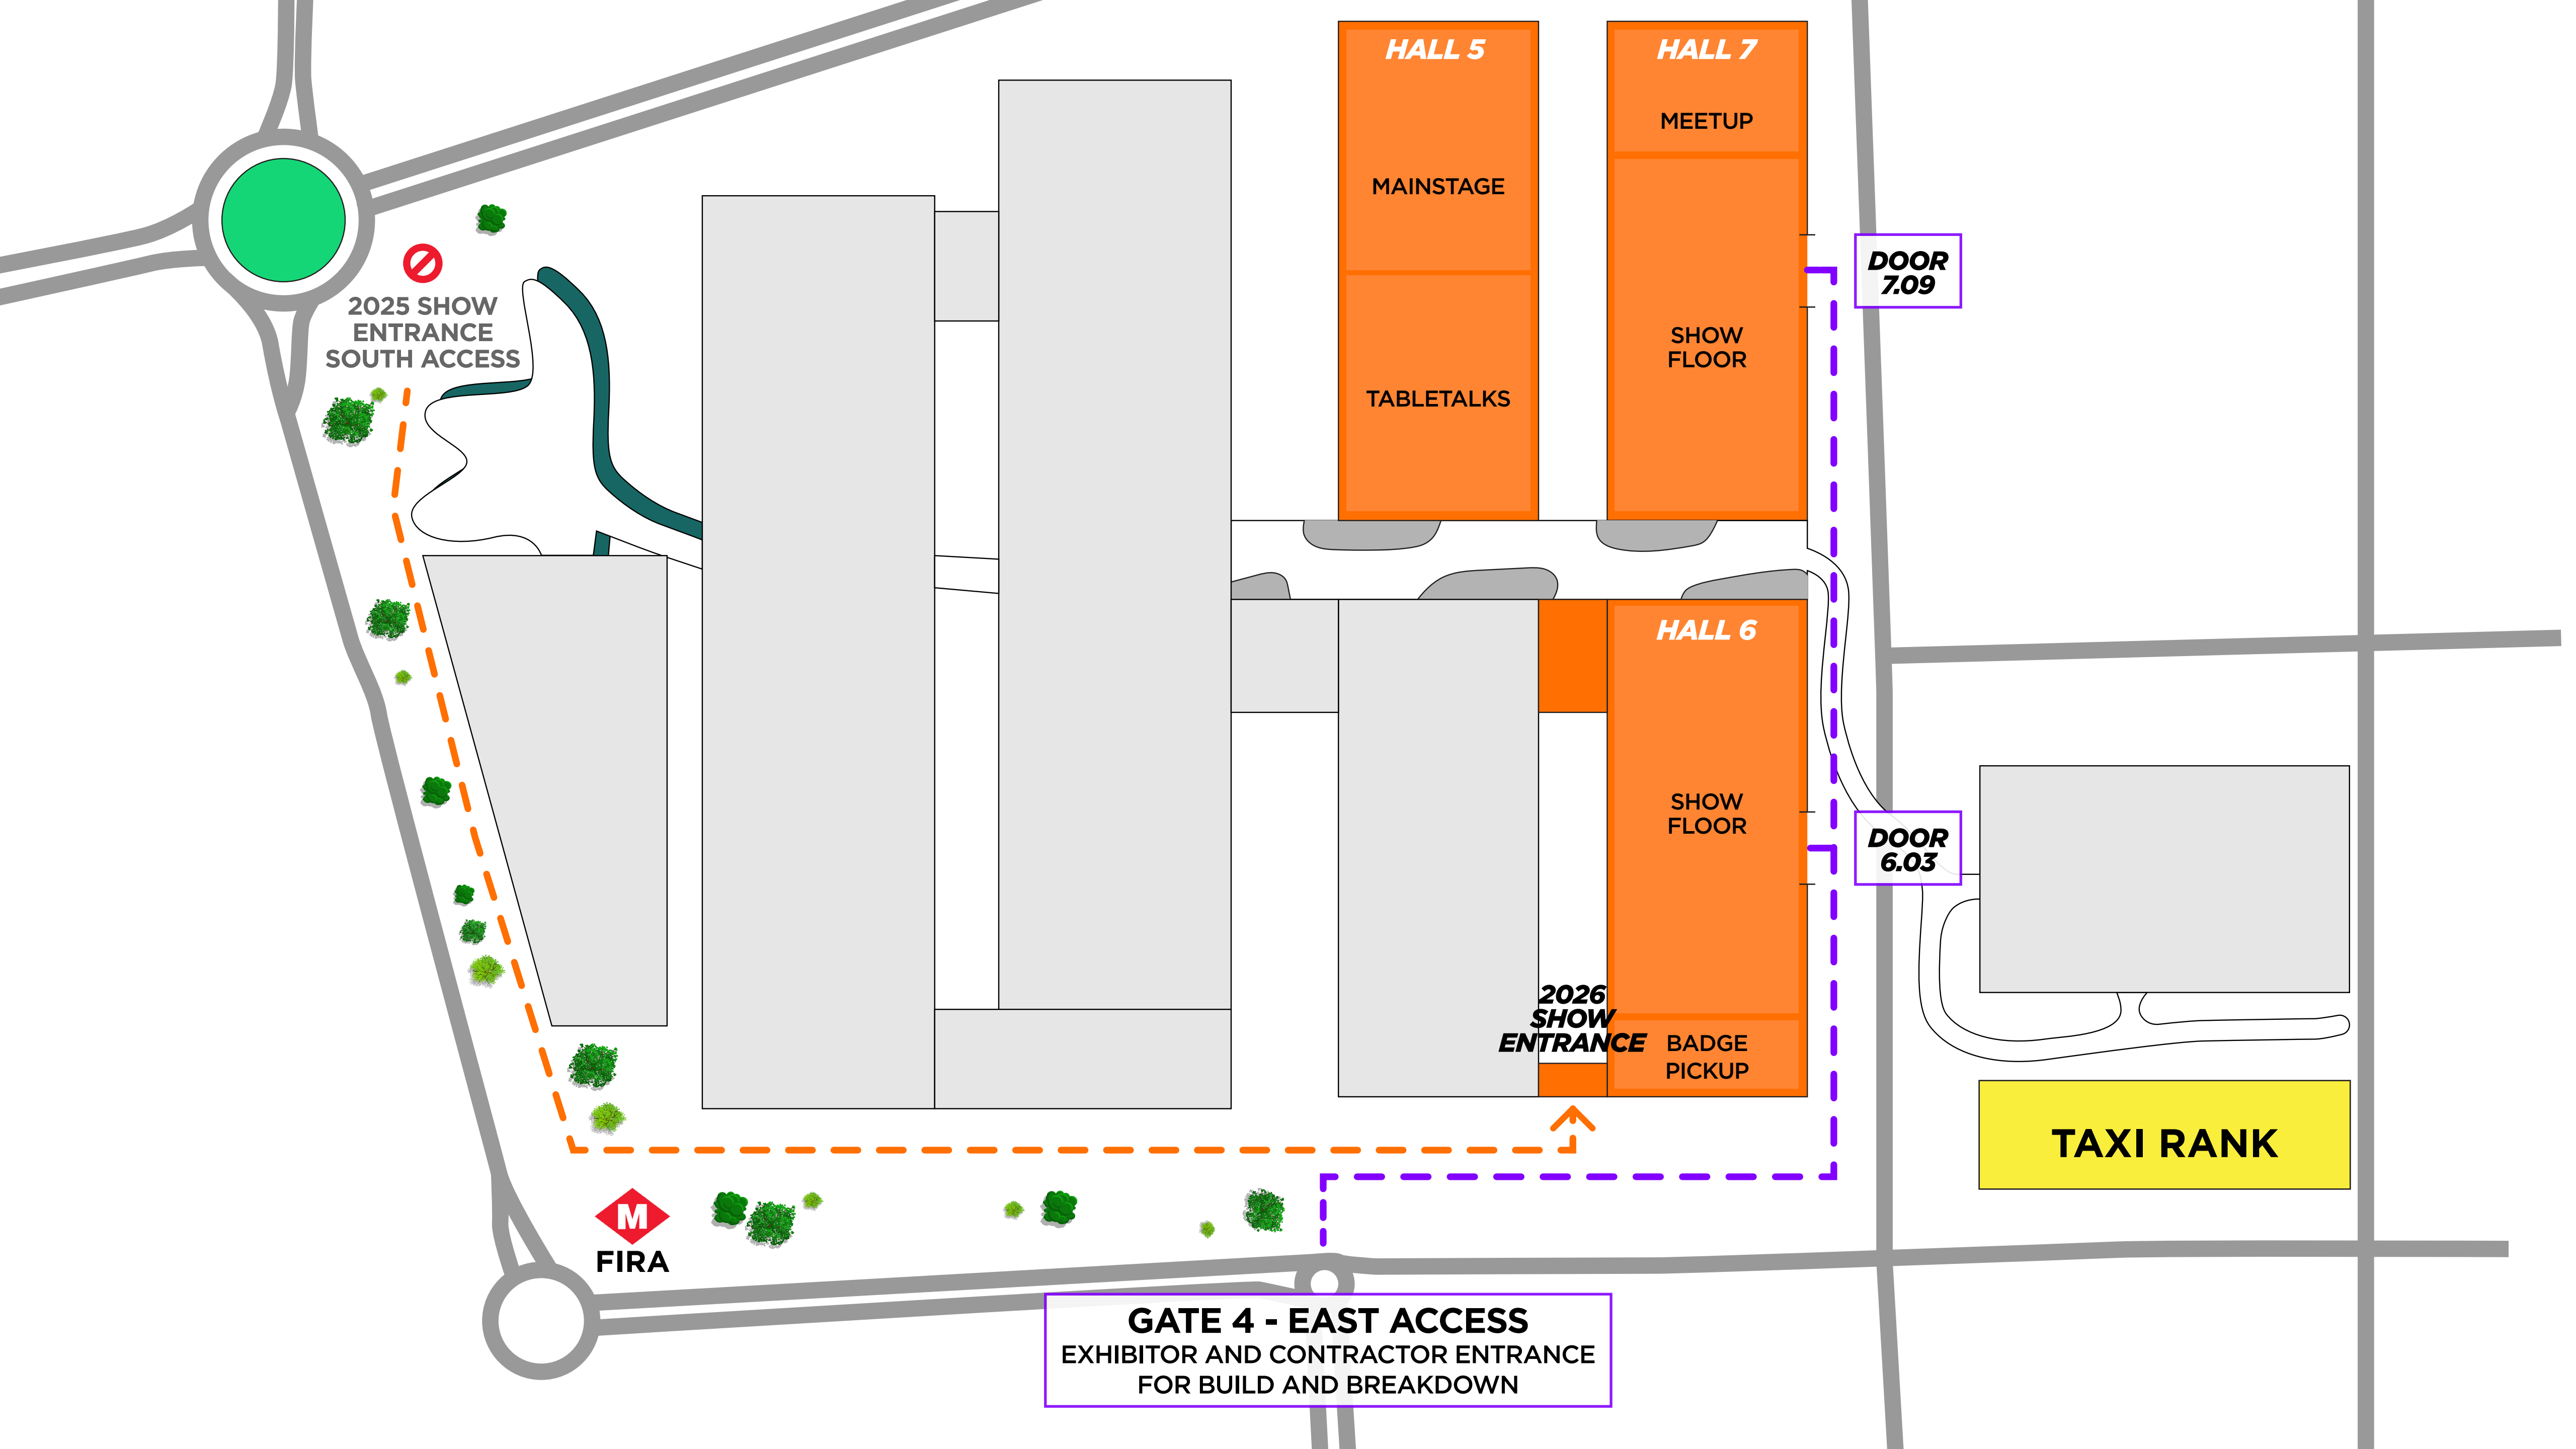 HALL 5
MAINSTAGE
TABLETALKS
HALL 7
MEETUP
SHOW
FLOOR
DOOR
7.09
2025 SHOW
ENTRANCE
SOUTH ACCESS
HALL 6
SHOW
FLOOR
DOOR
6.03
2026
SHOW
ENTRANCE
BADGE
PICKUP
TAXI RANK
M
FIRA
GATE 4 - EAST ACCESS
EXHIBITOR AND CONTRACTOR ENTRANCE
FOR BUILD AND BREAKDOWN